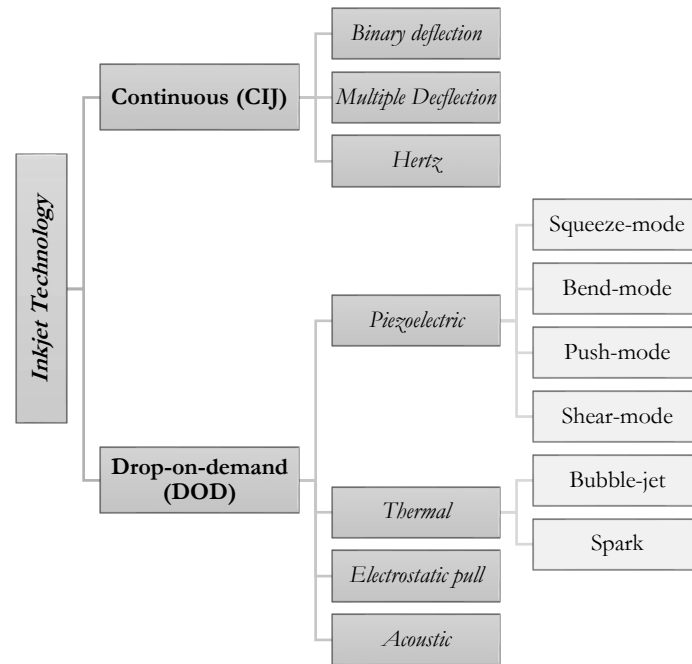 Inkjet Technology
Continuous (CIJ)
Binary deflection
Multiple Decflection
Hertz
Drop-on-demand
(DOD)
Piezoelectric
Squeeze-mode
Bend-mode
Push-mode
Shear-mode
Thermal
Bubble-jet
Spark
Electrostatic pull
Acoustic